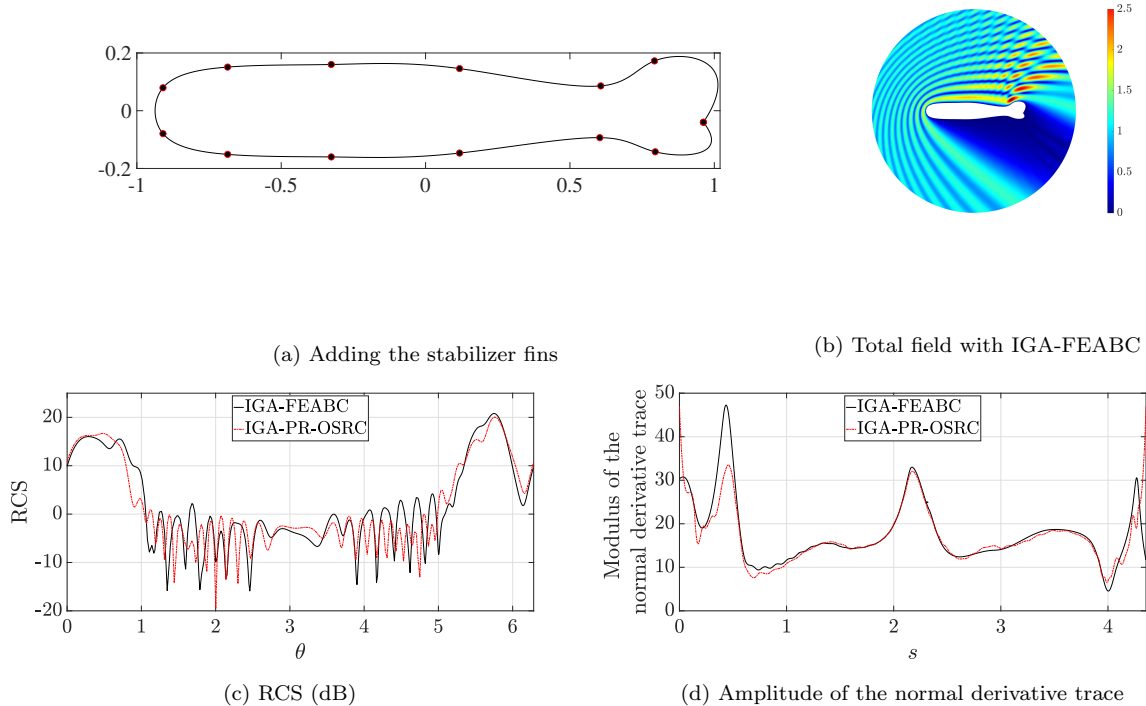 0.2
0
-0.2
-1
-0.5
0
0.5
1
2.5
2
1.5
1
0.5
0
(a) Adding the stabilizer fins
(b) Total field with IGA-FEABC
RCS
20
10
0
-10
-20
IGA-FEABC
IGA-PR-OSRC
0 1 2 3 4 5 6
θ
(c) RCS (dB)
Modulus of the
normal derivative trace
50
40
30
20
10
0
IGA-FEABC
IGA-PR-OSRC
0 1 2 3 4
s
(d) Amplitude of the normal derivative trace